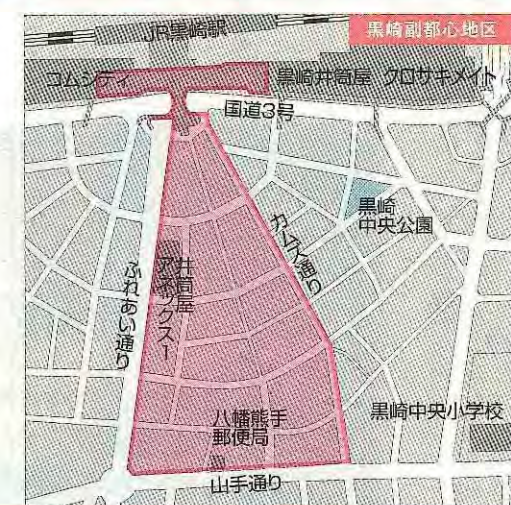 黒崎副都心地区
JR黒崎駅
コムシティ
黒崎井筒屋
クロサキメイト
国道3号
黒崎
中央公園
カムズ通り
井筒屋
アネックス-1
ふれあい通り
八幡熊手
郵便局
黒崎中央小学校
山手通り